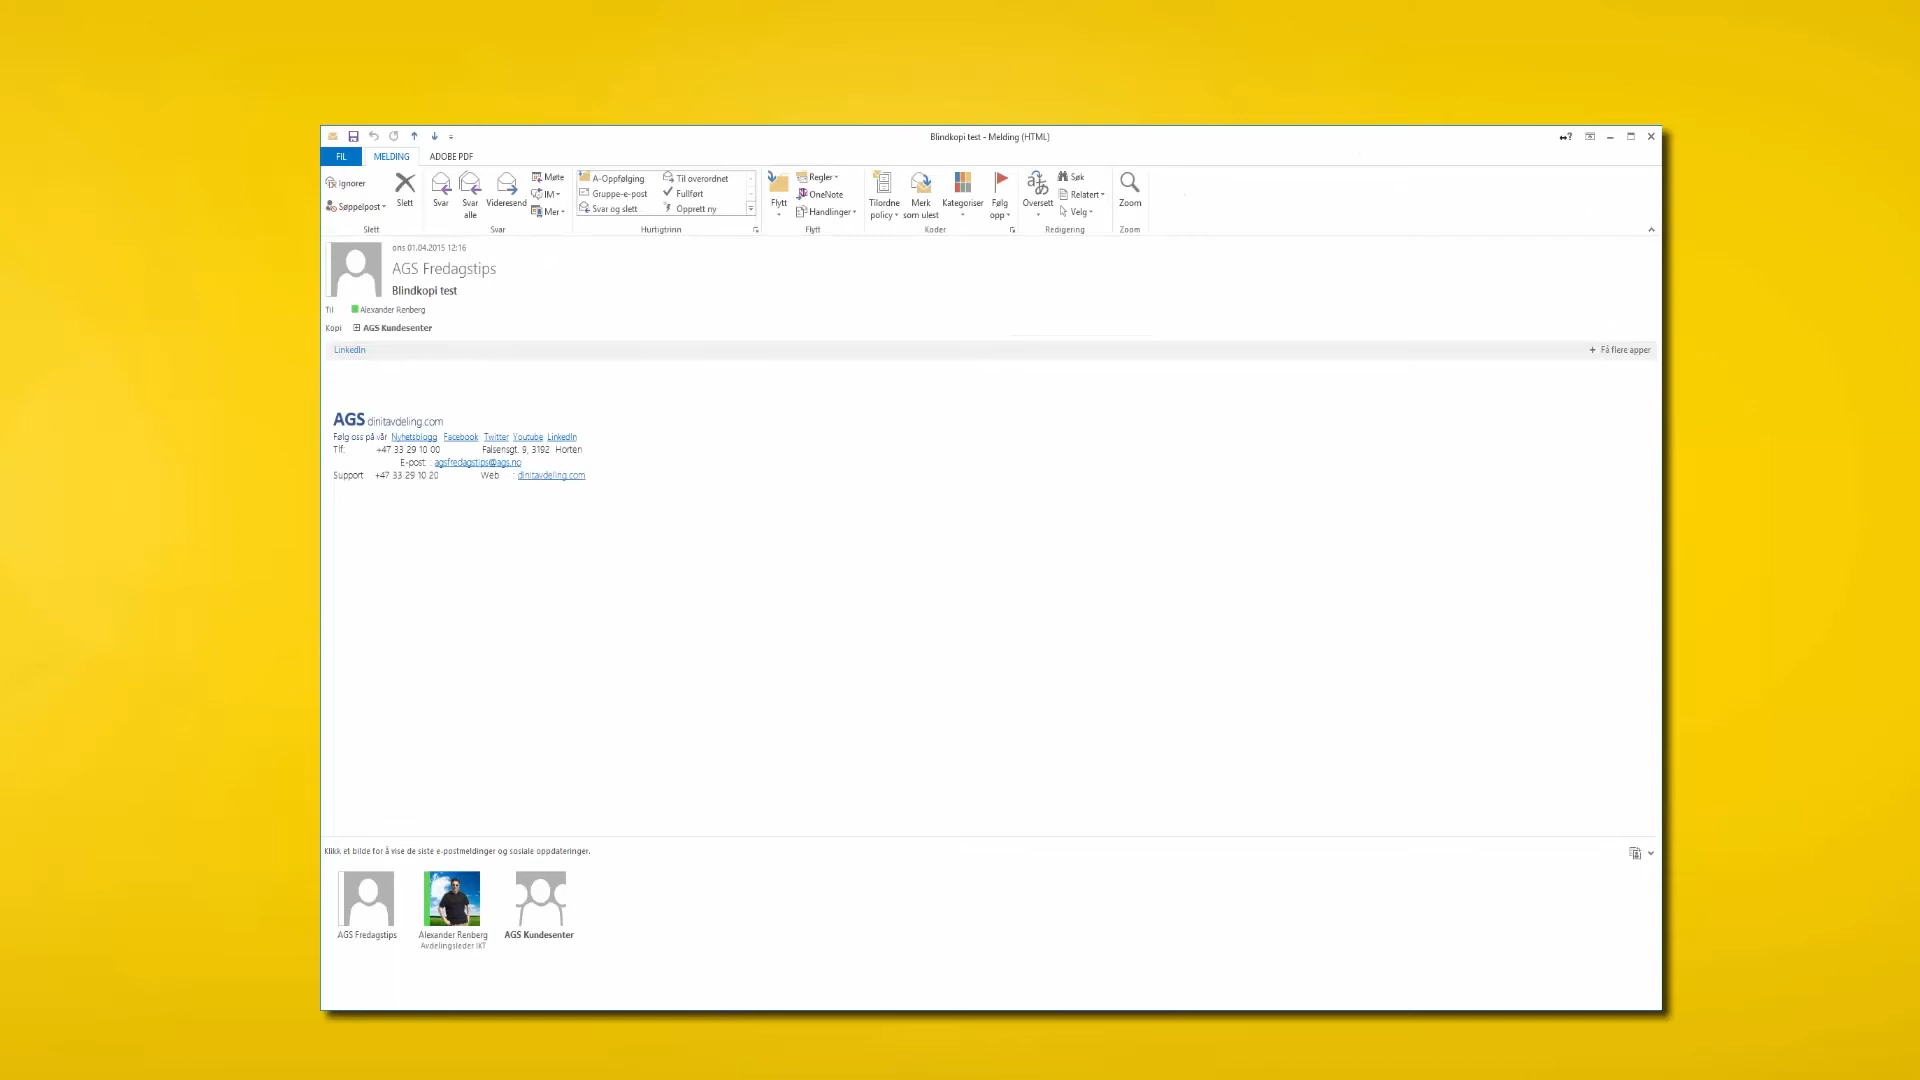 Blindkopi test - Melding (HTML)
FIL MELDING ADOBE PDF
Ignorer
Søppelpost
Slett
Slett
Svar
Svar alle
Videresend
Møte
IM
Mer
Svar
A-Oppfølging
Gruppe-e-post
Svar og slett
Til overordnet
Fullført
Opprett ny
Hurtigtrinn
Flytt
Regler
OneNote
Handlinger
Flytt
Tilordne policy
Merk som ulest
Kategoriser
Følg opp
Koder
Oversett
Søk
Relatert
Velg
Redigering
Zoom
Zoom
ons 01.04.2015 12:16
AGS Fredagstips
Blindkopi test
Til Alexander Renberg
Kopi AGS Kundesenter
LinkedIn + Få flere apper
AGS dinitavdeling.com
Følg oss på vår Nyhetsblogg Facebook Twitter Youtube LinkedIn
Tlf: +47 33 29 10 00 Falsensgt. 9, 3192 Horten
E-post: : agsfredagstips@ags.no
Support +47 33 29 10 20 Web : dinitavdeling.com
Klikk et bilde for å vise de siste e-postmeldinger og sosiale oppdateringer.
AGS Fredagstips
Alexander Renberg
Avdelingsleder IKT
AGS Kundesenter